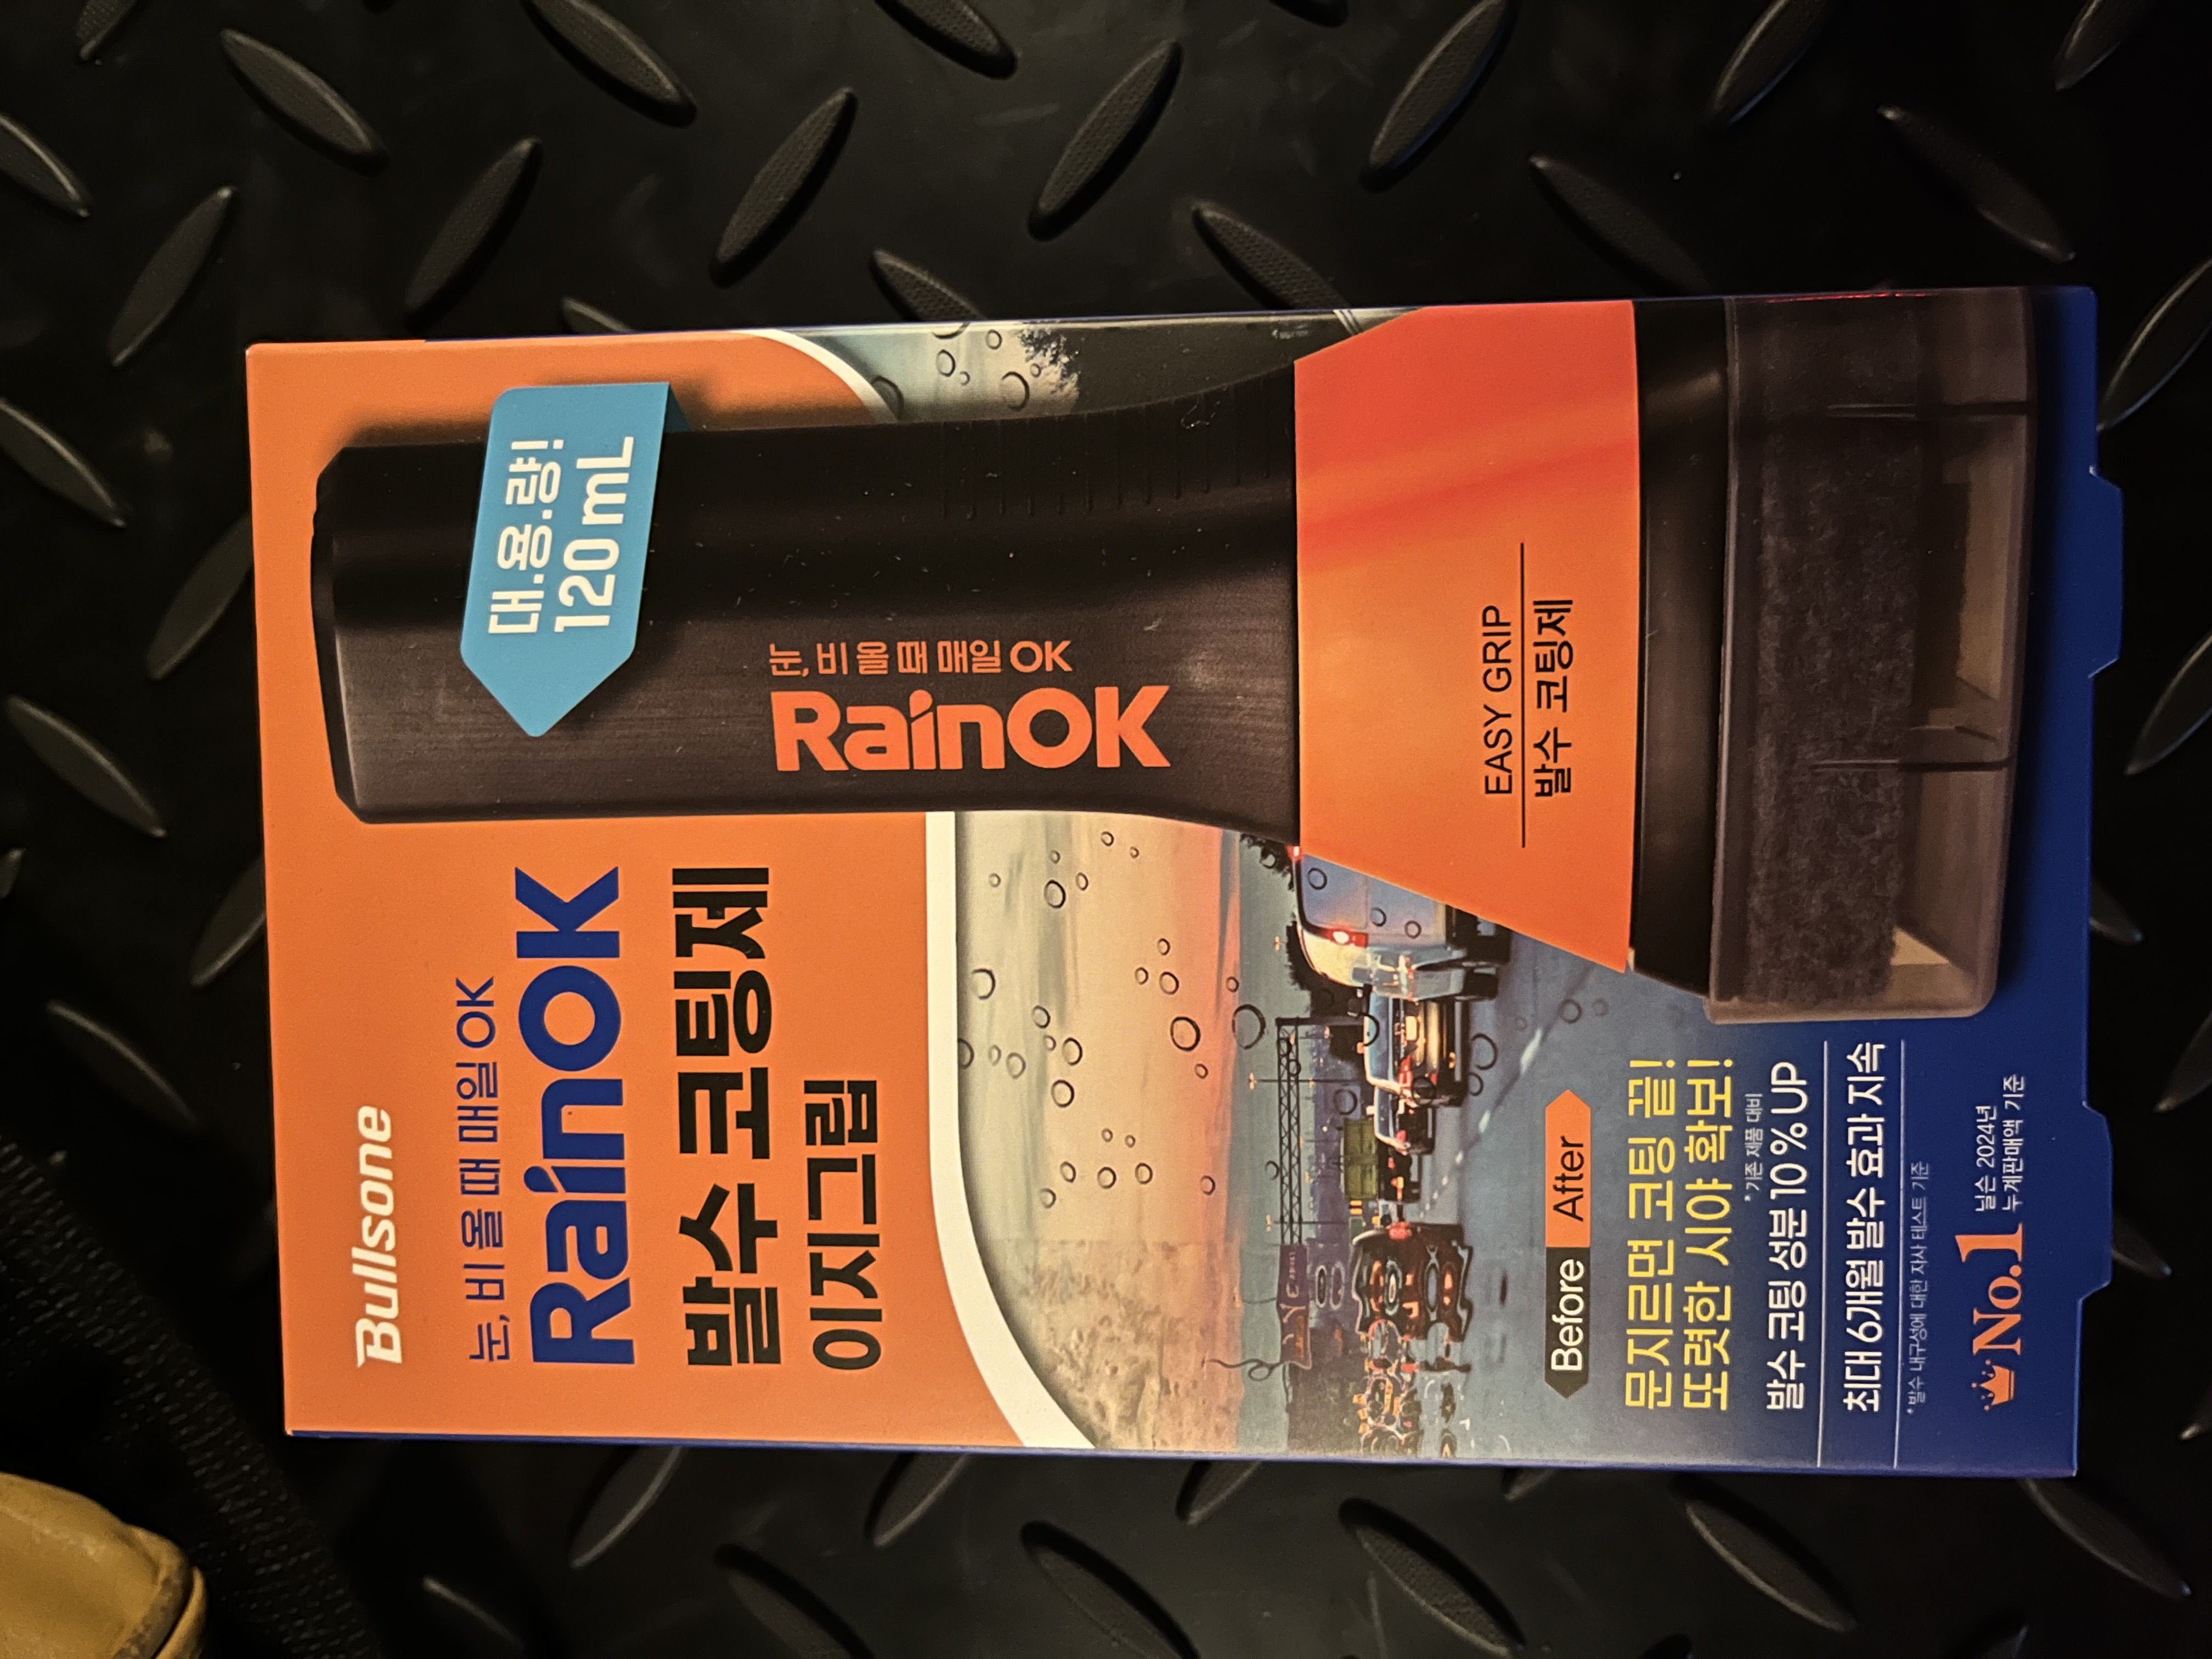 Bullsone
눈, 비 올 때 매일 OK
RainOK
발수 코팅제
이지그립
대.용.량!
120 mL
눈, 비 올 때 매일 OK
RainOK
EASY GRIP
발수 코팅제
Before After
문지르면 코팅 끝!
또렷한 시야 확보!
*기존 제품 대비
발수 코팅 성분 10 % UP
최대 6개월 발수 효과 지속
*발수 내구성에 대한 자사 테스트 기준
No.1
닐슨 2024년
누계판매액 기준